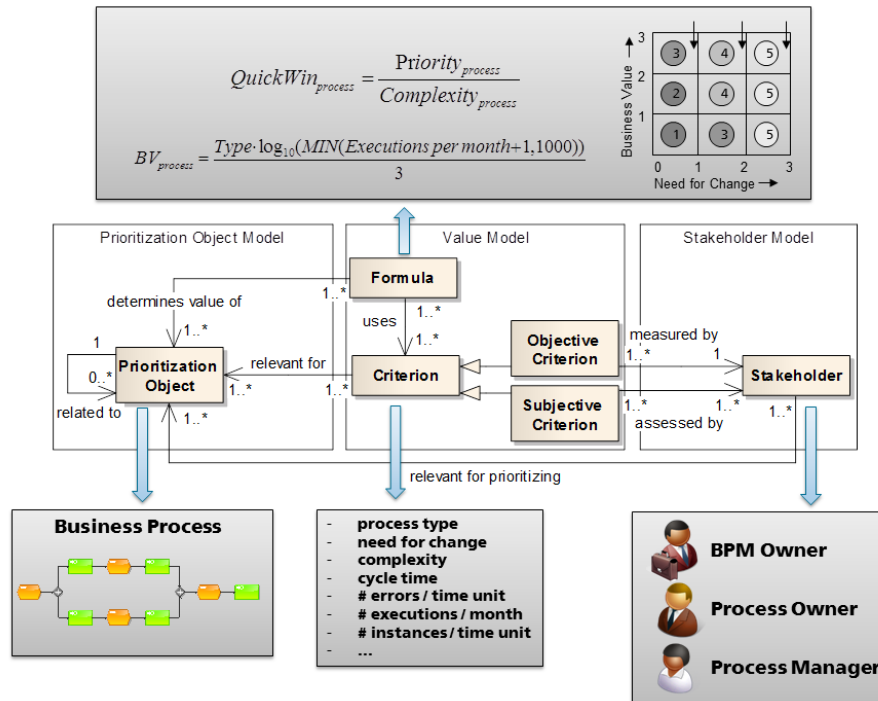 QuickWin_process = Priority_process / Complexity_process
BV_process = Type·log_10(MIN(Executions per month+1,1000)) / 3
Business Value
3
2
1
3 4 5
2 4 5
1 3 5
0 1 2 3
Need for Change
Prioritization Object Model
Value Model
Stakeholder Model
Formula
1..*
1..*
determines value of
uses
1..*
1..*
1
0..*
related to
Prioritization
Object
relevant for
1..*
1..*
Criterion
1..*
Objective
Criterion
measured by
1..*
1
Subjective
Criterion
1..*
1..*
assessed by
Stakeholder
1..*
relevant for prioritizing
Business Process
- process type
- need for change
- complexity
- cycle time
- # errors / time unit
- # executions / month
- # instances / time unit
- ...
BPM Owner
Process Owner
Process Manager